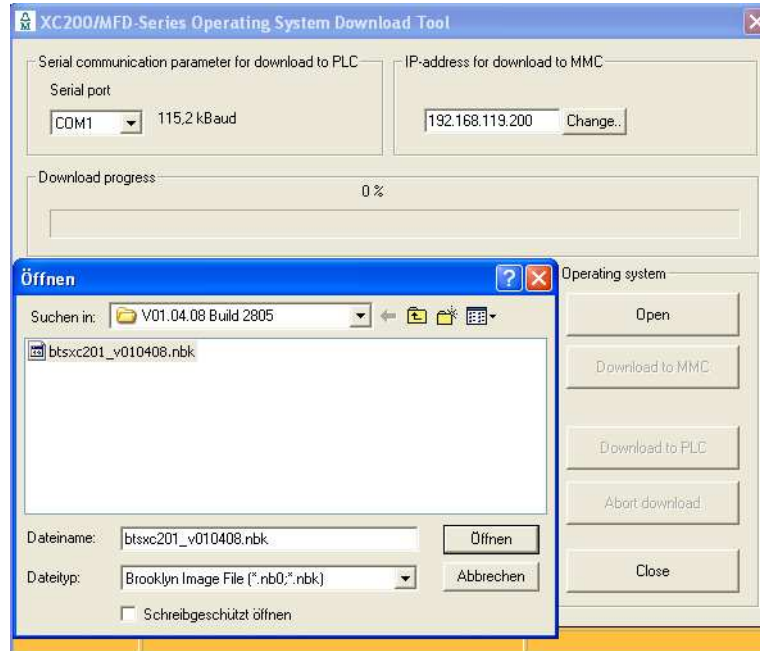 XC200/MFD-Series Operating System Download Tool
Serial communication parameter for download to PLC
IP-address for download to MMC
Serial port
COM1
115,2 kBaud
192.168.119.200
Change..
Download progress
0 %
Öffnen
Suchen in:
V01.04.08 Build 2805
btsxc201_v010408.nbk
Dateiname:
btsxc201_v010408.nbk
Öffnen
Dateityp:
Brooklyn Image File (*.nb0;*.nbk)
Abbrechen
Schreibgeschützt öffnen
Operating system
Open
Download to MMC
Download to PLC
Abort download
Close